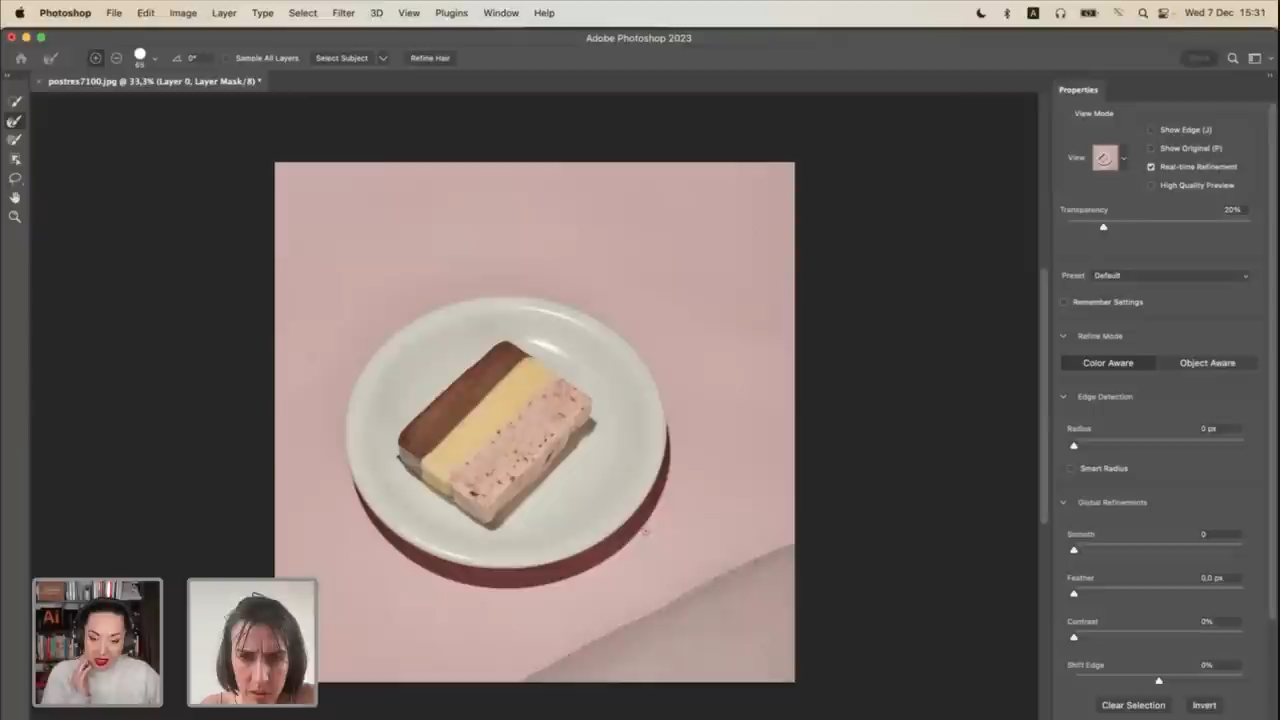 Photoshop File Edit Image Layer Type Select Filter 3D View Plugins Window Help A Wed 7 Dec 15:31
Adobe Photoshop 2023
0° Sample All Layers Select Subject Refine Hair
postres7100.jpg @ 33,3% (Layer 0, Layer Mask/8) *
Properties
View Mode
Show Edge (J)
Show Original (P)
View
Real-time Refinement
High Quality Preview
Transparency 20%
Preset Default
Remember Settings
Refine Mode
Color Aware Object Aware
Edge Detection
Radius 0 px
Smart Radius
Global Refinements
Smooth 0
Feather 0,0 px
Contrast 0%
Shift Edge 0%
Clear Selection Invert
Ai